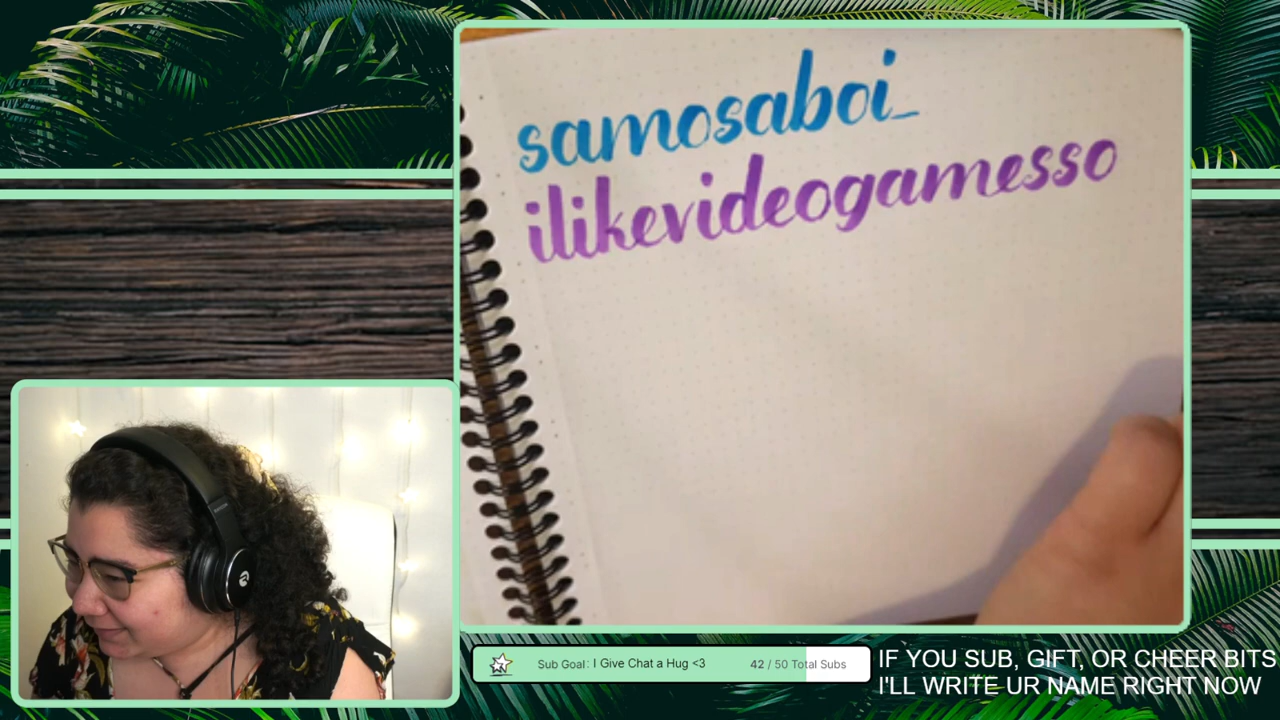 samosaboi_
ilikevideogamesso
Sub Goal: I Give Chat a Hug <3 42 / 50 Total Subs
IF YOU SUB, GIFT, OR CHEER BITS
I'LL WRITE UR NAME RIGHT NOW